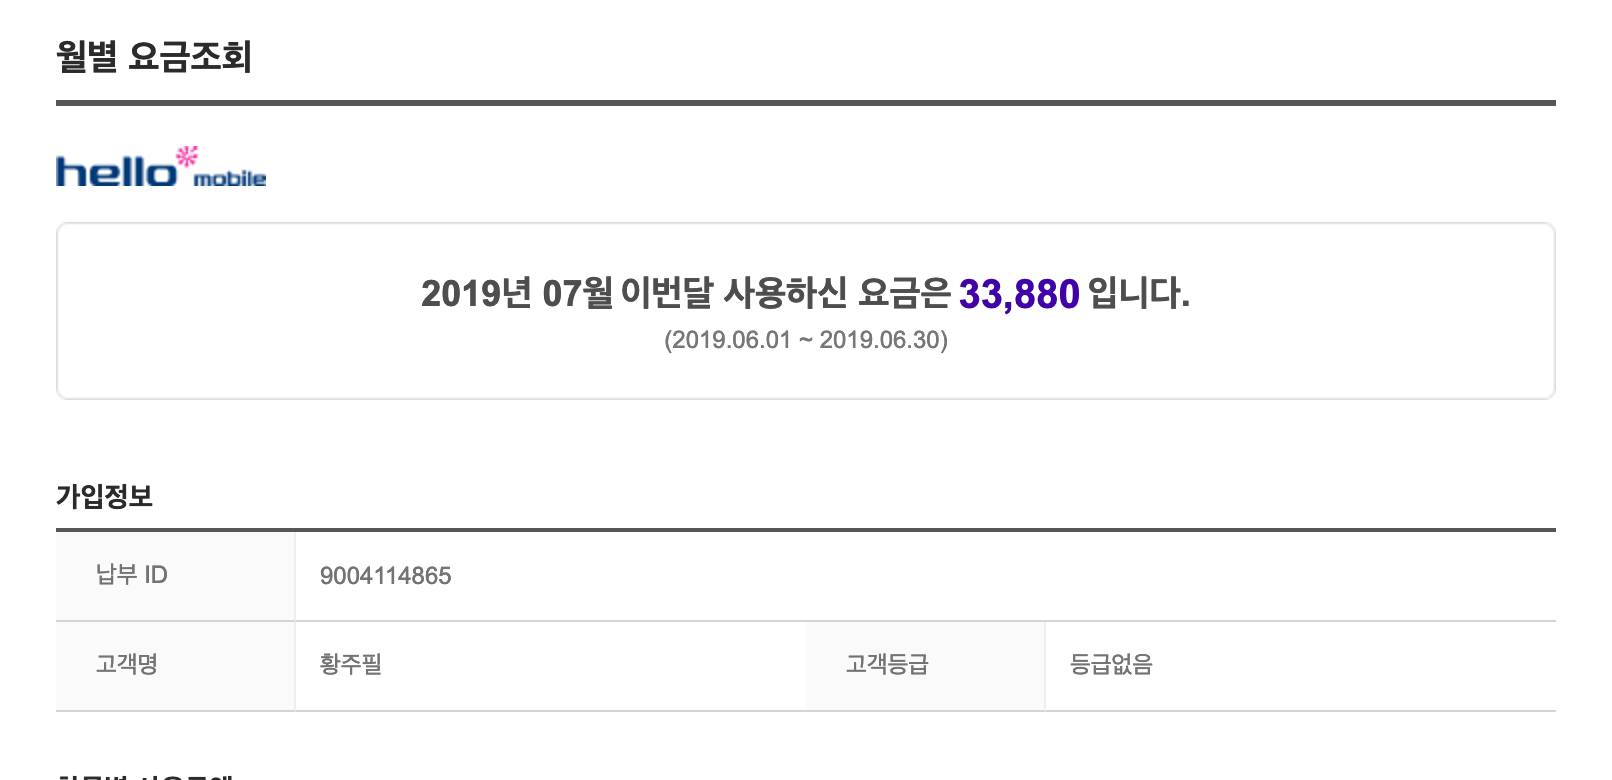 월별 요금조회
hello mobile
2019년 07월 이번달 사용하신 요금은 33,880 입니다.
(2019.06.01 ~ 2019.06.30)
가입정보
납부 ID 9004114865
고객명 황주필 고객등급 등급없음